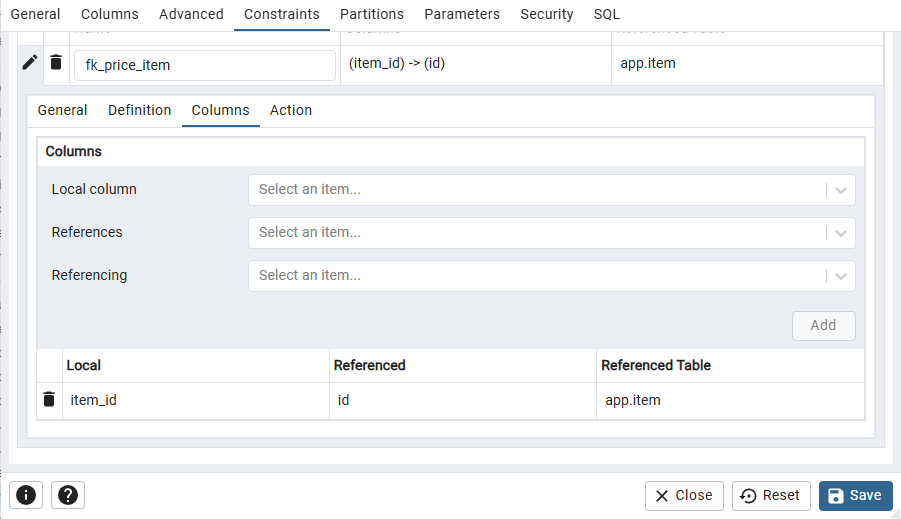 General Columns Advanced Constraints Partitions Parameters Security SQL
fk_price_item (item_id) -> (id) app.item
General Definition Columns Action
Columns
Local column Select an item...
References Select an item...
Referencing Select an item...
Add
Local Referenced Referenced Table
item_id id app.item
Close Reset Save